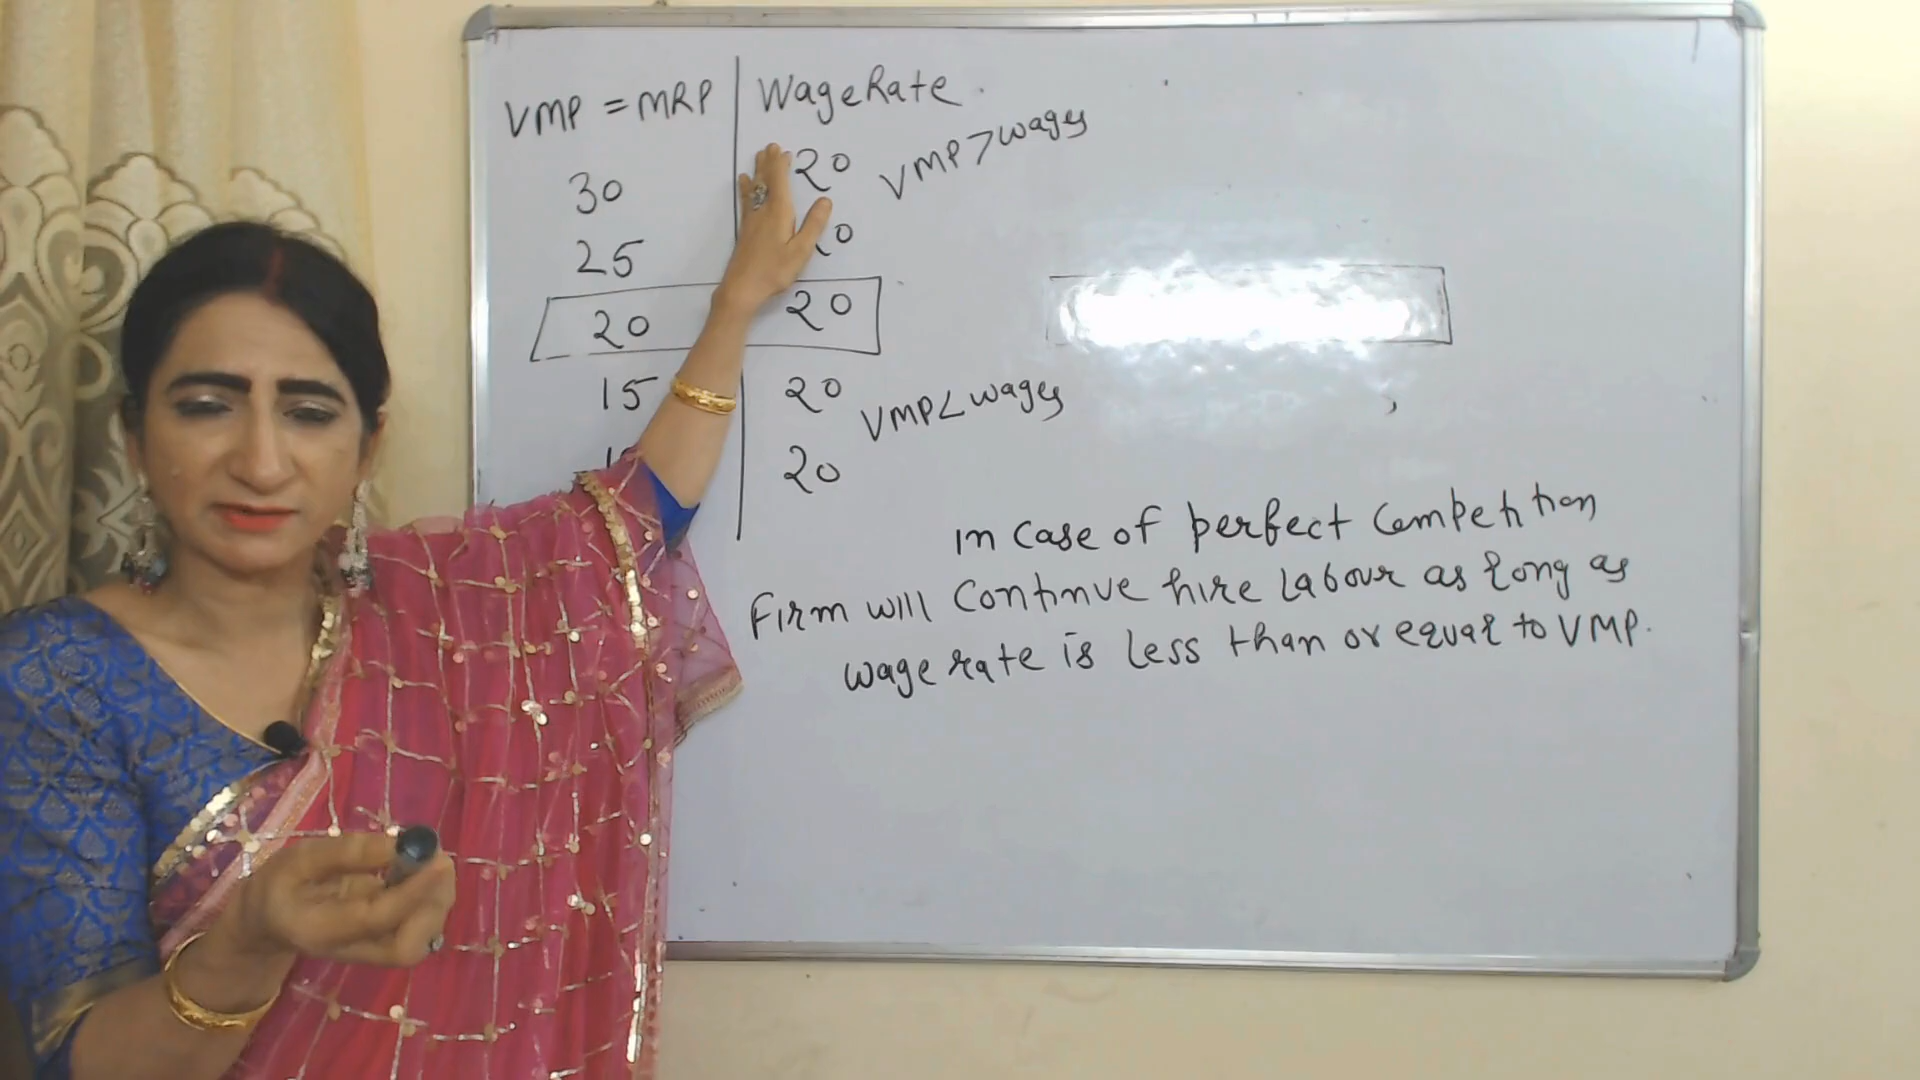 VMP = MRP | Wage Rate.
30 20 VMP > wages
25
20 20
15 20 VMP < wages
20
In case of perfect Competition
Firm will Continue hire Labour as long as
wage rate is less than or equal to VMP.